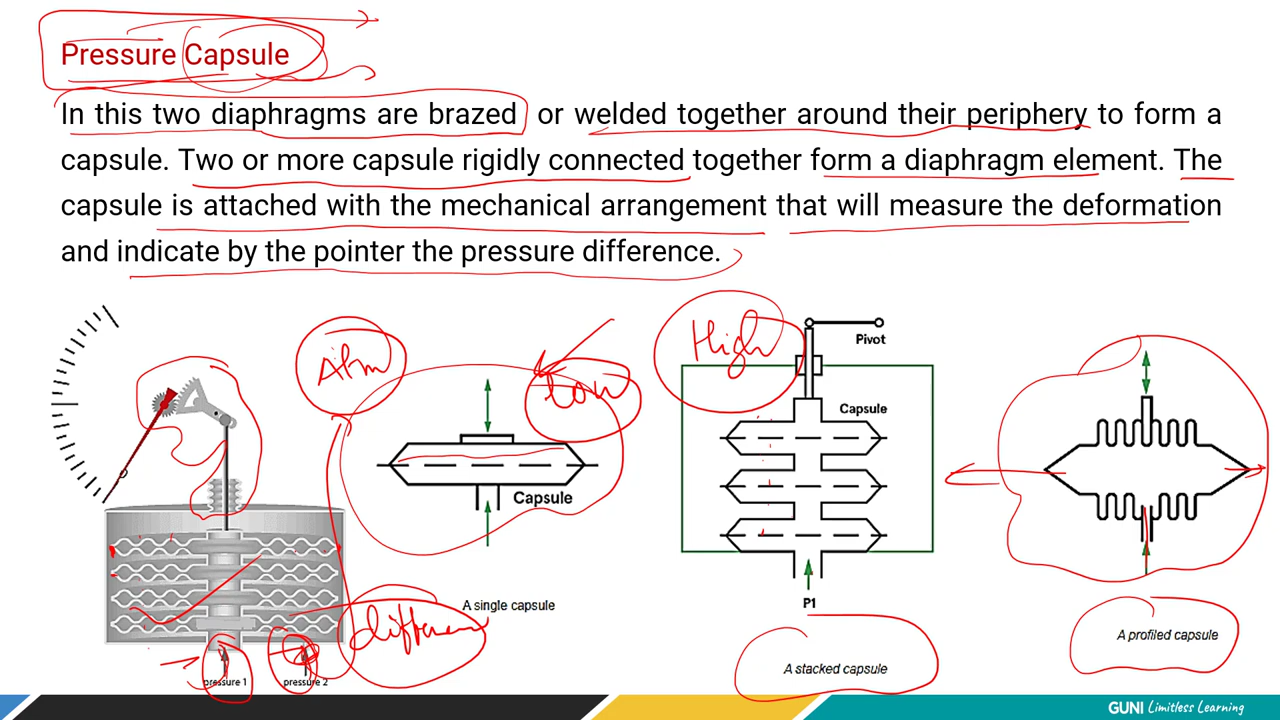 Pressure Capsule
In this two diaphragms are brazed or welded together around their periphery to form a
capsule. Two or more capsule rigidly connected together form a diaphragm element. The
capsule is attached with the mechanical arrangement that will measure the deformation
and indicate by the pointer the pressure difference.
Atm
Low
High
Pivot
Capsule
Capsule
A single capsule
P1
difference
A profiled capsule
A stacked capsule
pressure 1
pressure 2
GUNI Limitless Learning